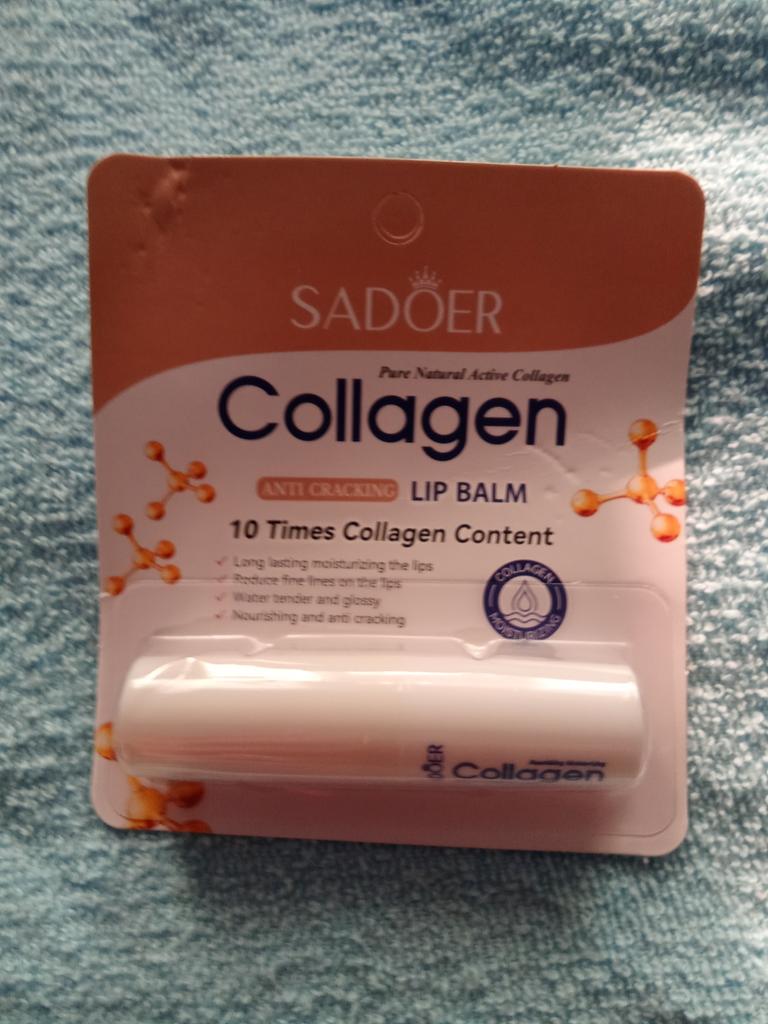 SADOER
Pure Natural Active Collagen
Collagen
ANTI CRACKING LIP BALM
10 Times Collagen Content
Long lasting moisturizing the lips
Reduce fine lines on the lips
Water tender and glossy
Nourishing and anti cracking
COLLAGEN
MOISTURIZING
DOER
Collagen